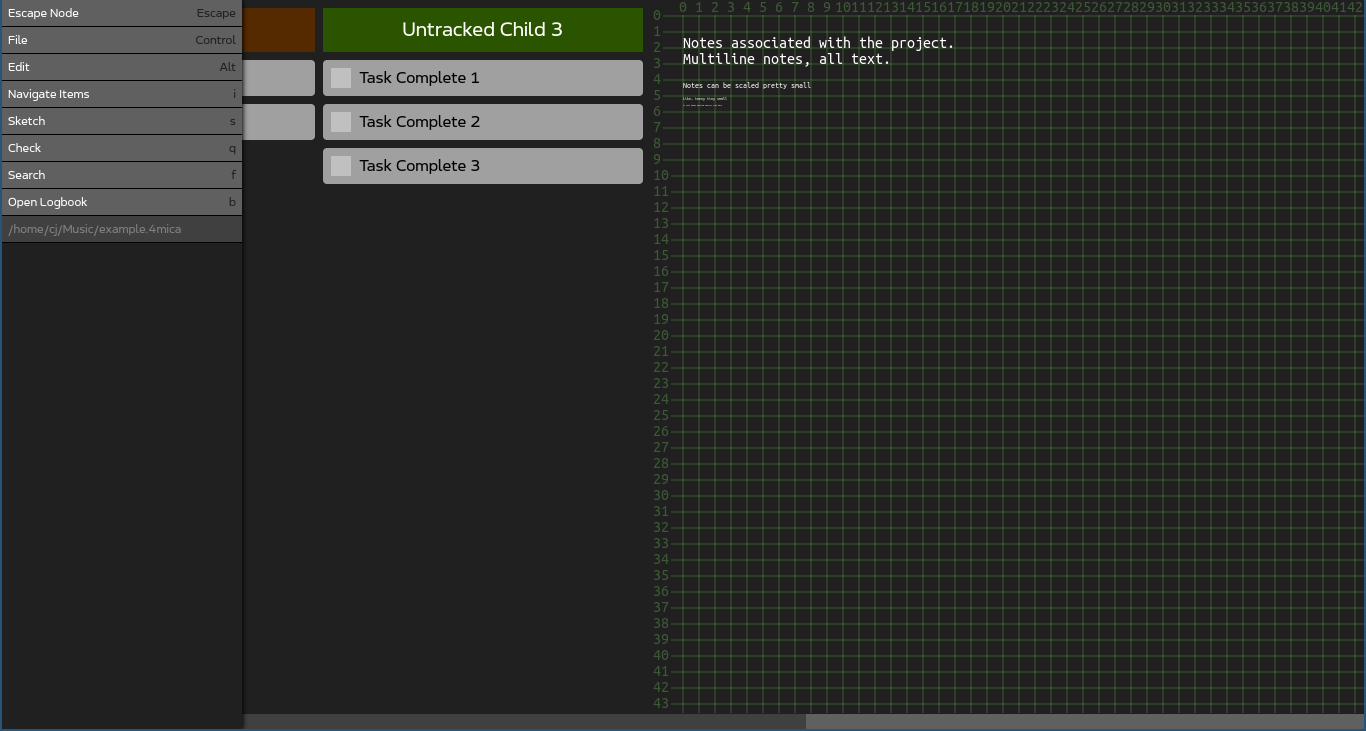 Escape Node Escape
File Control
Edit Alt
Navigate Items i
Sketch s
Check q
Search f
Open Logbook b
/home/cj/Music/example.4mica
Untracked Child 3
Task Complete 1
Task Complete 2
Task Complete 3
0 1 2 3 4 5 6 7 8 9 10 11 12 13 14 15 16 17 18 19 20 21 22 23 24 25 26 27 28 29 30 31 32 33 34 35 36 37 38 39 40 41 42
0
1
2
3
4
5
6
7
8
9
10
11
12
13
14
15
16
17
18
19
20
21
22
23
24
25
26
27
28
29
30
31
32
33
34
35
36
37
38
39
40
41
42
43
Notes associated with the project.
Multiline notes, all text.
Notes can be scaled pretty small